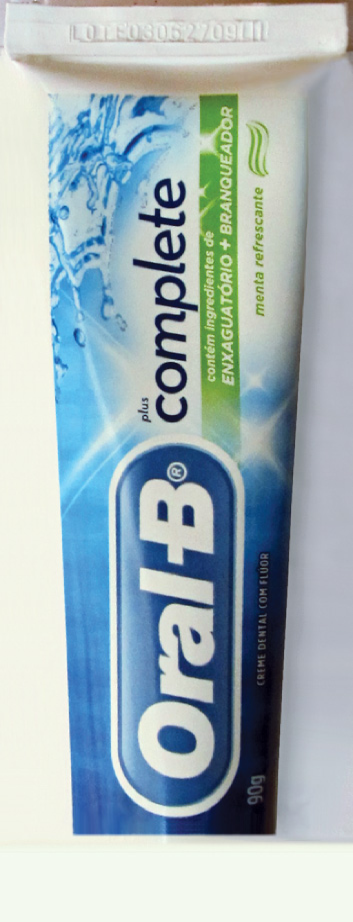 Oral-B®
plus
complete
contém ingredientes de
ENXAGUATÓRIO + BRANQUEADOR
menta refrescante
CREME DENTAL COM FLÚOR
90g